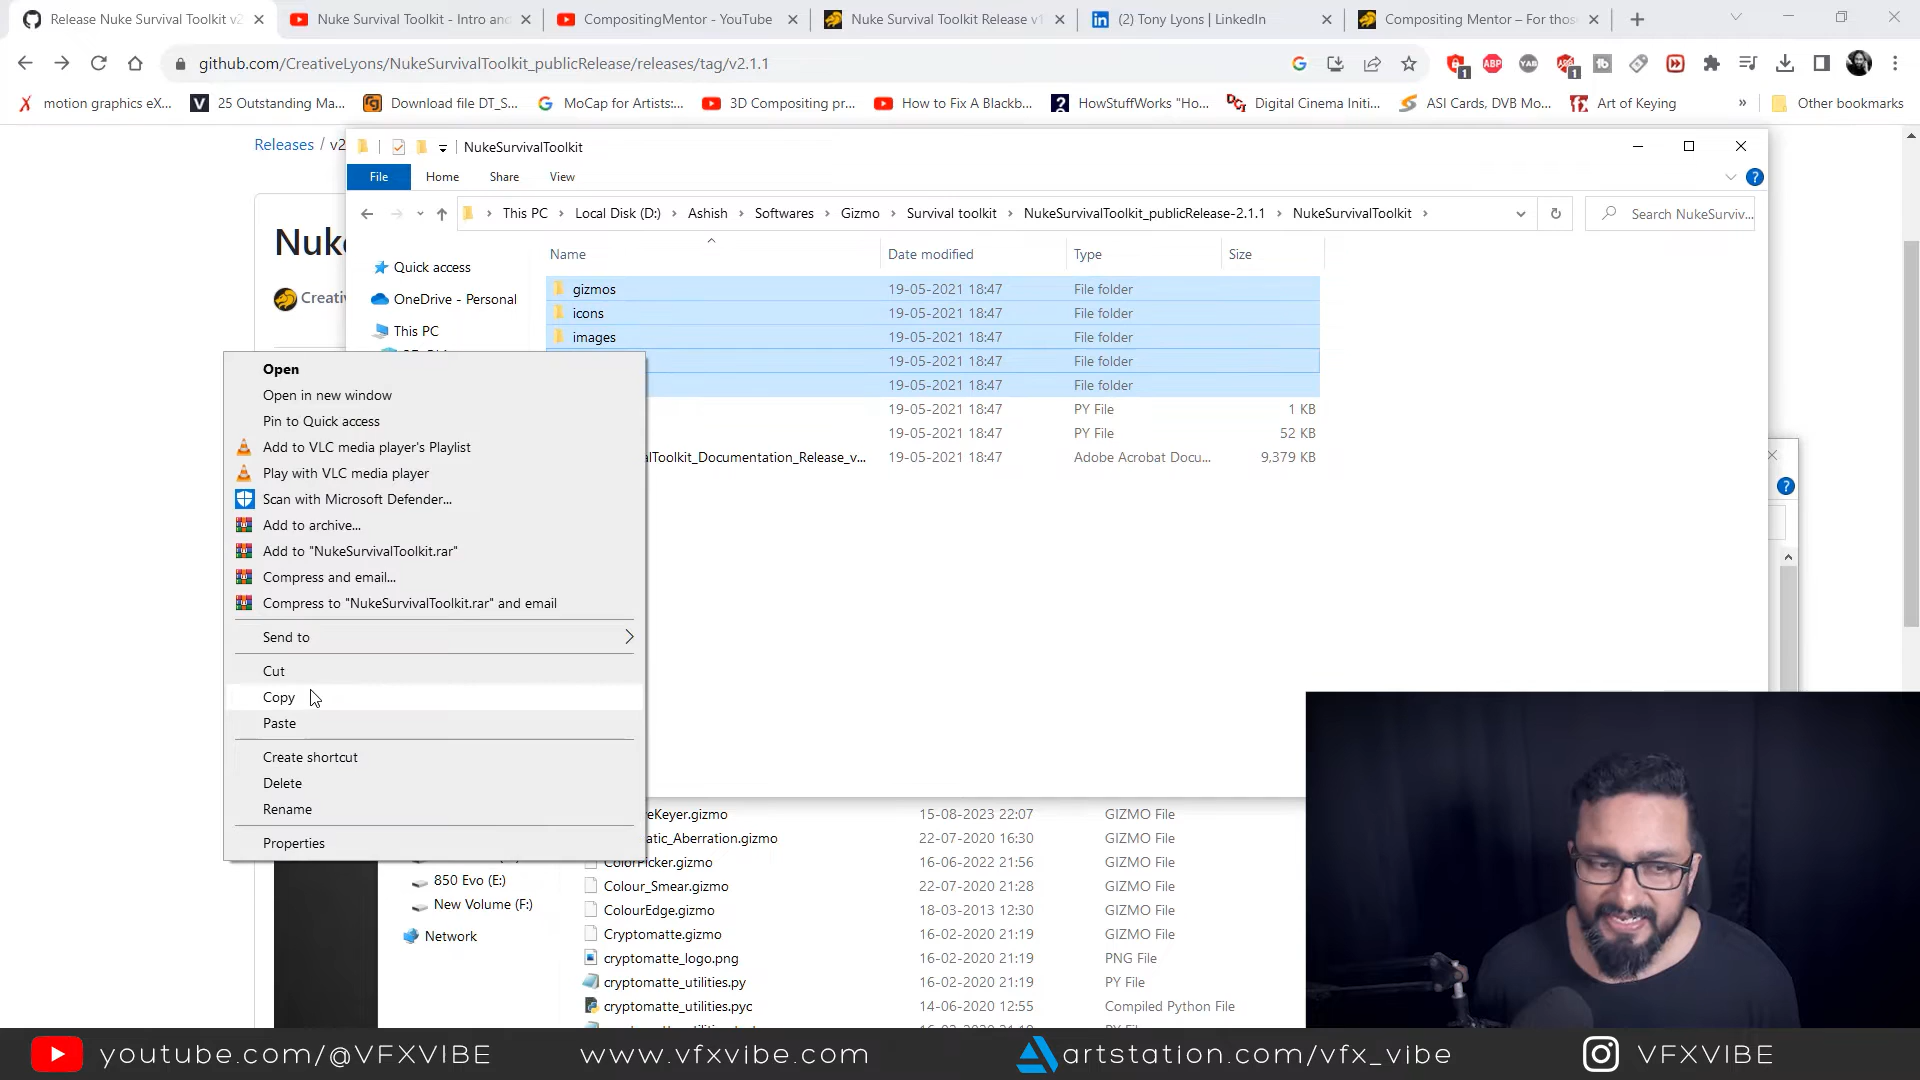 Release Nuke Survival Toolkit v2
Nuke Survival Toolkit - Intro and
CompositingMentor - YouTube
Nuke Survival Toolkit Release v1
(2) Tony Lyons | LinkedIn
Compositing Mentor – For those
github.com/CreativeLyons/NukeSurvivalToolkit_publicRelease/releases/tag/v2.1.1
motion graphics eX...
25 Outstanding Ma...
Download file DT_S...
MoCap for Artists:...
3D Compositing pr...
How to Fix A Blackb...
HowStuffWorks "Ho...
Digital Cinema Initi...
ASI Cards, DVB Mo...
Art of Keying
»
Other bookmarks
Releases / v2
NukeSurvivalToolkit
File
Home
Share
View
This PC > Local Disk (D:) > Ashish > Softwares > Gizmo > Survival toolkit > NukeSurvivalToolkit_publicRelease-2.1.1 > NukeSurvivalToolkit >
Search NukeSurviv...
Nuke
Creati
Name Date modified Type Size
Quick access
OneDrive - Personal
This PC
gizmos 19-05-2021 18:47 File folder
icons 19-05-2021 18:47 File folder
images 19-05-2021 18:47 File folder
19-05-2021 18:47 File folder
19-05-2021 18:47 File folder
19-05-2021 18:47 PY File 1 KB
19-05-2021 18:47 PY File 52 KB
alToolkit_Documentation_Release_v... 19-05-2021 18:47 Adobe Acrobat Docu... 9,379 KB
Open
Open in new window
Pin to Quick access
Add to VLC media player's Playlist
Play with VLC media player
Scan with Microsoft Defender...
Add to archive...
Add to "NukeSurvivalToolkit.rar"
Compress and email...
Compress to "NukeSurvivalToolkit.rar" and email
Send to
Cut
Copy
Paste
Create shortcut
Delete
Rename
Properties
eKeyer.gizmo 15-08-2023 22:07 GIZMO File
atic_Aberration.gizmo 22-07-2020 16:30 GIZMO File
ColorPicker.gizmo 16-06-2022 21:56 GIZMO File
Colour_Smear.gizmo 22-07-2020 21:28 GIZMO File
ColourEdge.gizmo 18-03-2013 12:30 GIZMO File
Cryptomatte.gizmo 16-02-2020 21:19 GIZMO File
cryptomatte_logo.png 16-02-2020 21:19 PNG File
cryptomatte_utilities.py 16-02-2020 21:19 PY File
cryptomatte_utilities.pyc 14-06-2020 12:55 Compiled Python File
850 Evo (E:)
New Volume (F:)
Network
youtube.com/@VFXVIBE
www.vfxvibe.com
artstation.com/vfx_vibe
VFXVIBE